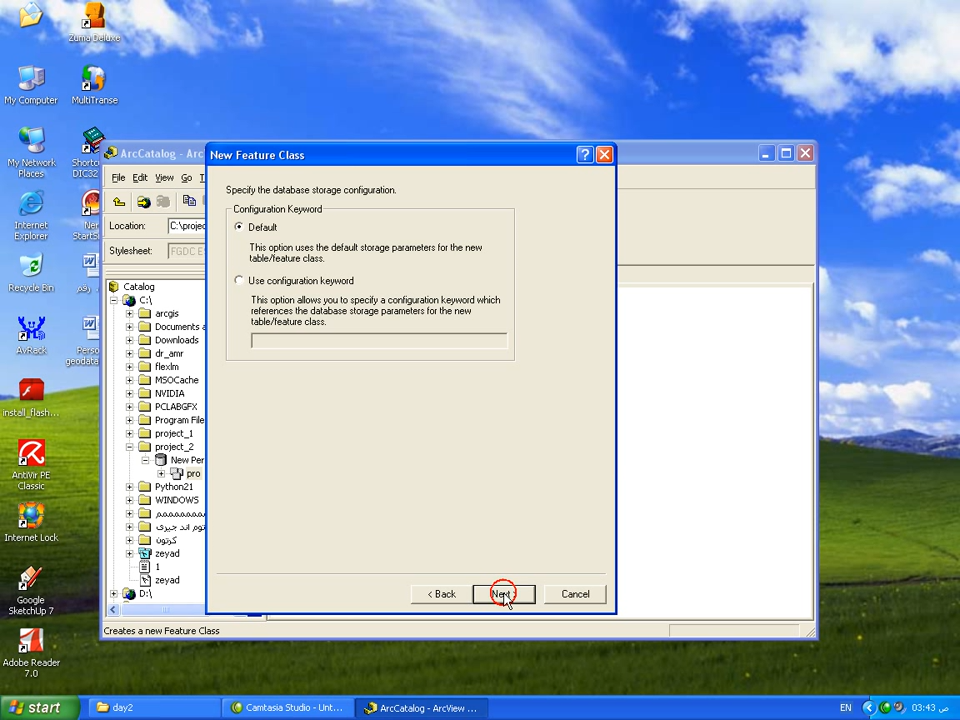 Zuma Deluxe
My Computer
MultiTranse
My Network
Places
DIC32
Internet
Explorer
Recycle Bin
رقم
AvRack
Perso
geodata
install_flash...
AntiVir PE
Classic
Internet Lock
Google
SketchUp 7
Adobe Reader
7.0
ArcCatalog - Arc
File Edit View Go T
Location: C:\projec
Stylesheet: FGDC E
Catalog
C:\
arcgis
Documents a
Downloads
dr_amr
flexlm
MSOCache
NVIDIA
PCLABGFX
Program File
project_1
project_2
New Per
pro
Python21
WINDOWS
كرتون
zeyad
1
zeyad
D:\
Creates a new Feature Class
New Feature Class
Specify the database storage configuration.
Configuration Keyword
Default
This option uses the default storage parameters for the new
table/feature class.
Use configuration keyword
This option allows you to specify a configuration keyword which
references the database storage parameters for the new
table/feature class.
< Back Next > Cancel
start day2 Camtasia Studio - Unt... ArcCatalog - ArcView ... EN 03:43 ص